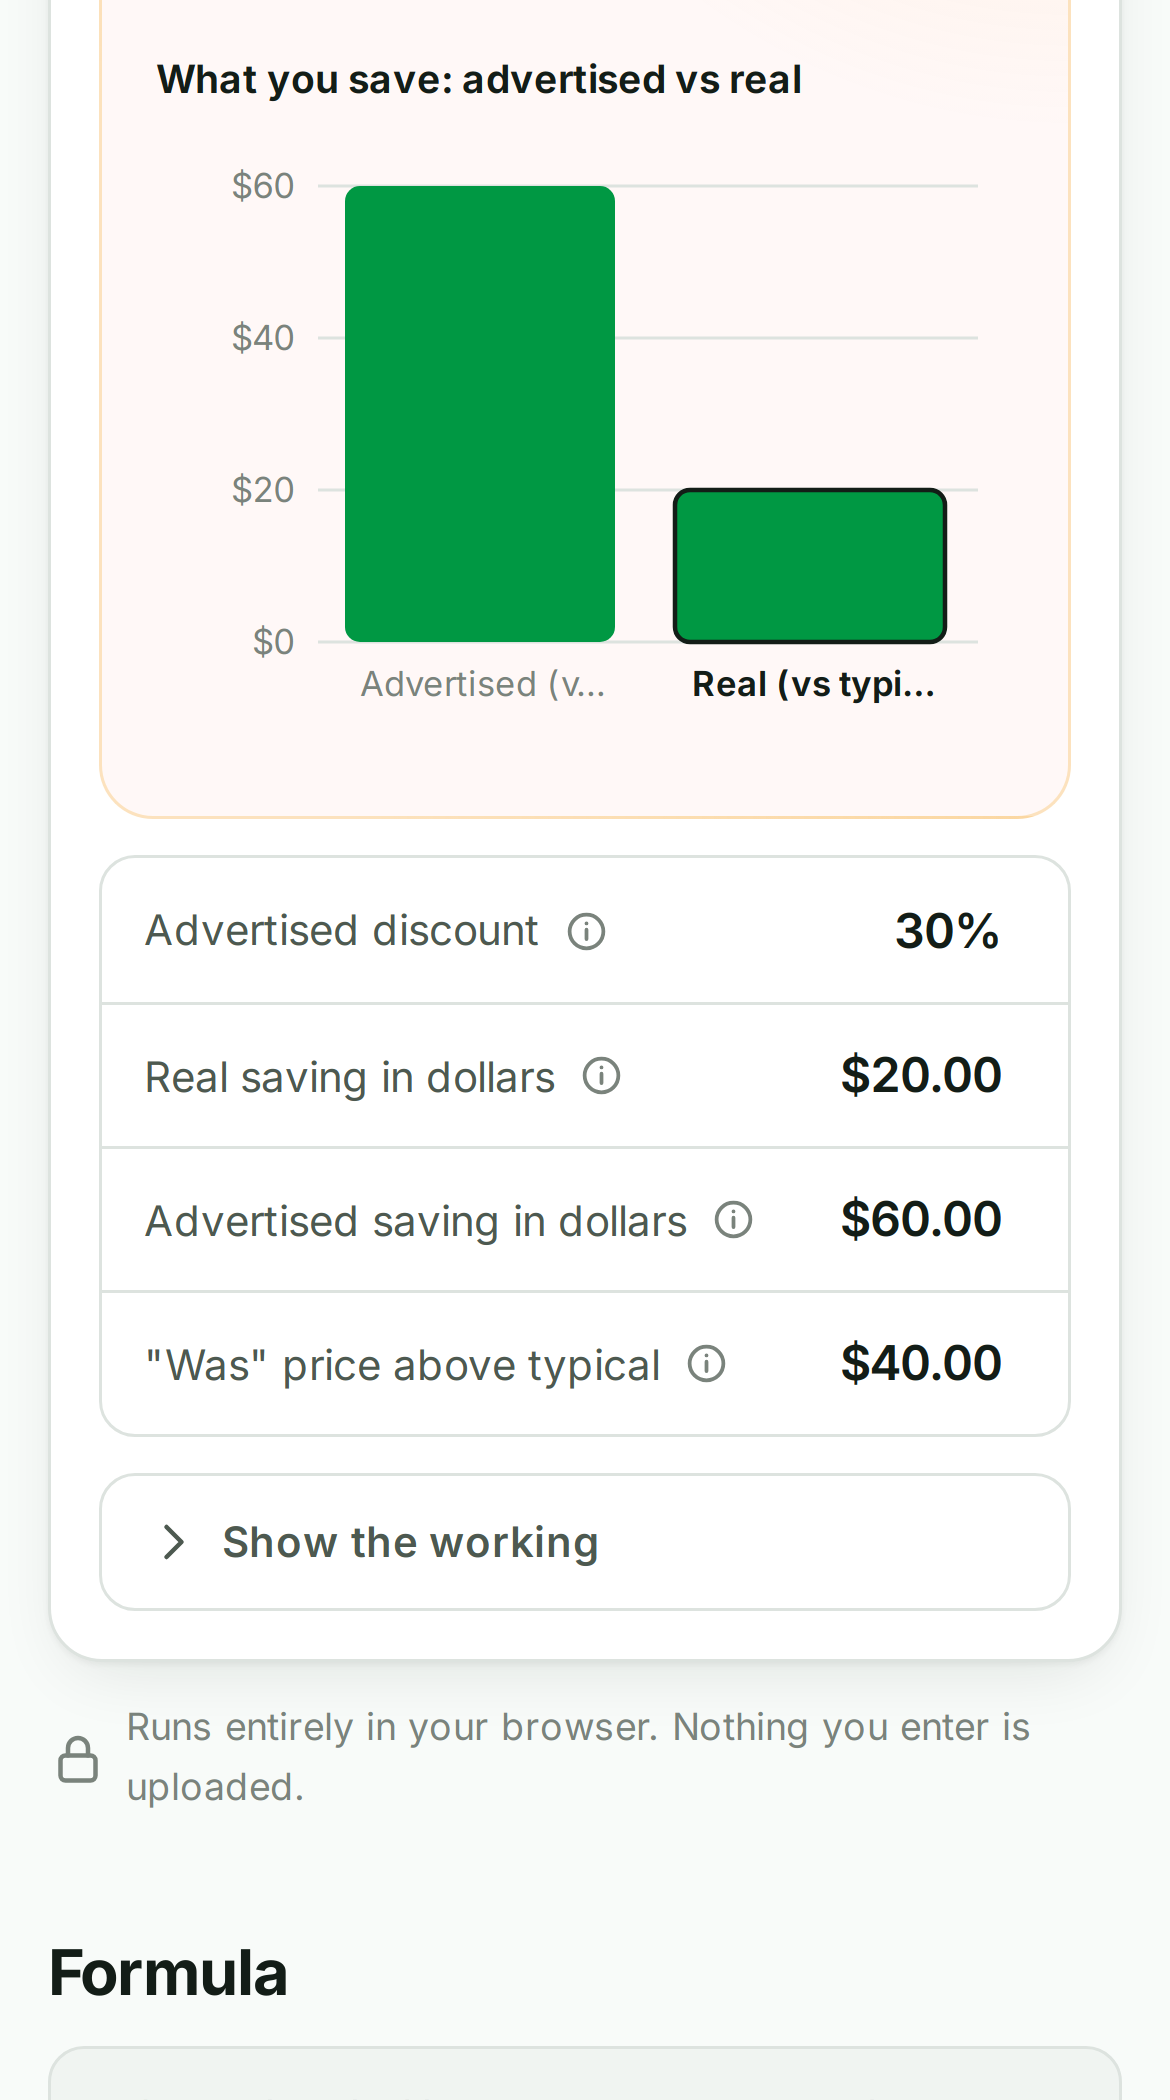 What you save: advertised vs real
$60
$40
$20
$0
Advertised (v...
Real (vs typi...
Advertised discount
30%
Real saving in dollars
$20.00
Advertised saving in dollars
$60.00
"Was" price above typical
$40.00
Show the working
Runs entirely in your browser. Nothing you enter is
uploaded.
Formula